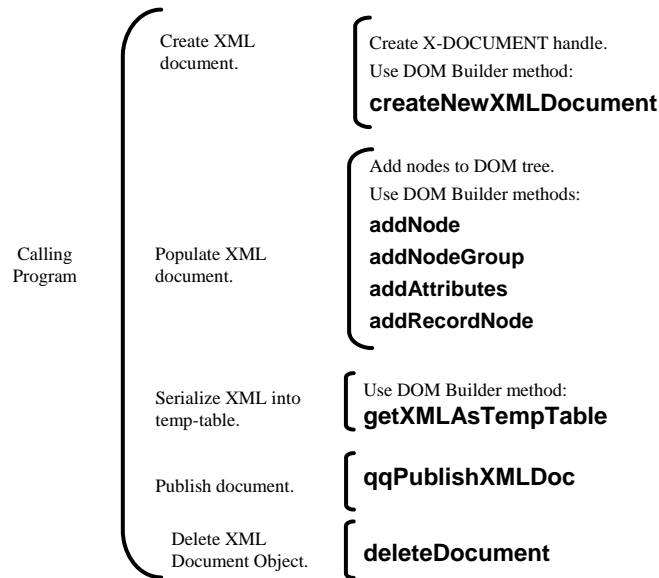 Calling
Program
Create XML
document.
Create X-DOCUMENT handle.
Use DOM Builder method:
createNewXMLDocument
Populate XML
document.
Add nodes to DOM tree.
Use DOM Builder methods:
addNode
addNodeGroup
addAttributes
addRecordNode
Serialize XML into
temp-table.
Use DOM Builder method:
getXMLAsTempTable
Publish document.
qqPublishXMLDoc
Delete XML
Document Object.
deleteDocument